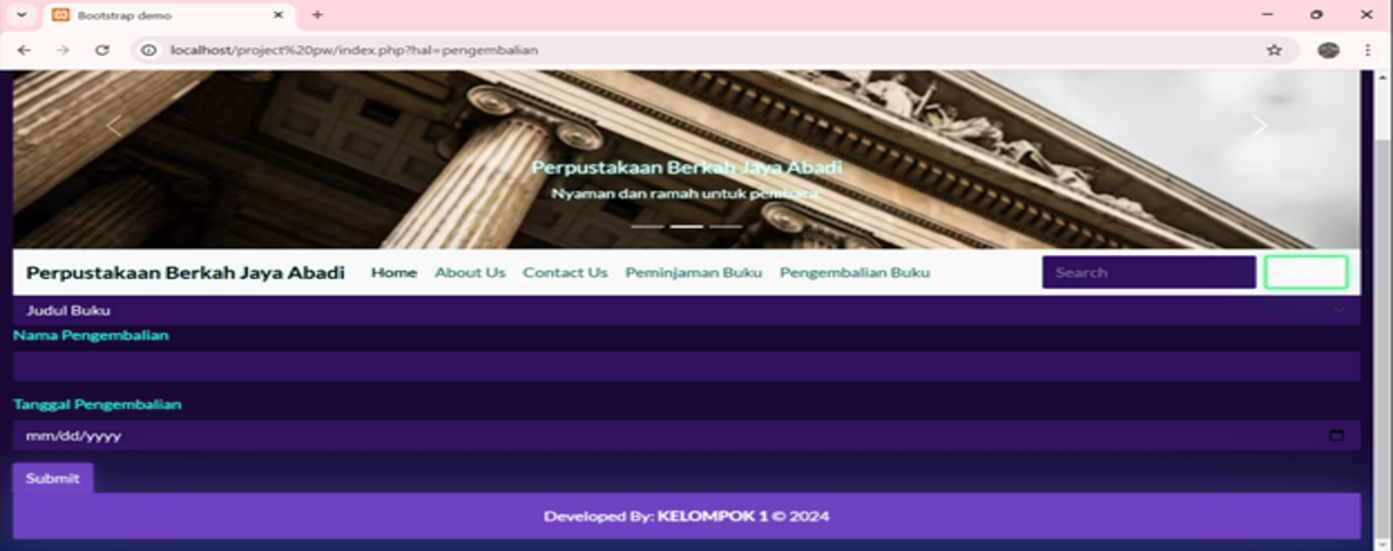 Bootstrap demo
localhost/project%20pw/index.php?hal=pengembalian
Perpustakaan Berkah Jaya Abadi
Nyaman dan ramah untuk pembaca.
Perpustakaan Berkah Jaya Abadi Home About Us Contact Us Peminjaman Buku Pengembalian Buku Search
Judul Buku
Nama Pengembalian
Tanggal Pengembalian
mm/dd/yyyy
Submit
Developed By: KELOMPOK 1 © 2024